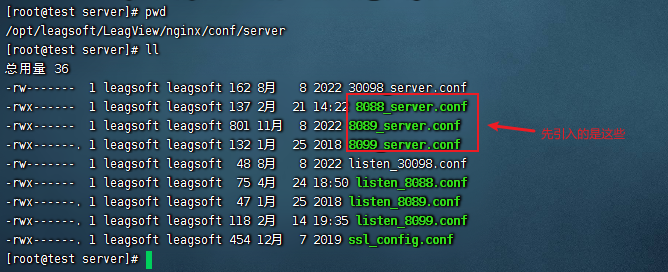 [root@test server]# pwd
/opt/leagsoft/LeagView/nginx/conf/server
[root@test server]# ll
总用量 36
-rw-------  1 leagsoft leagsoft 162 8月   8 2022 30098_server.conf
-rwx------  1 leagsoft leagsoft 137 2月  21 14:22 8088_server.conf
-rwx------  1 leagsoft leagsoft 801 11月  8 2022 8089_server.conf
-rwx------. 1 leagsoft leagsoft 132 1月  25 2018 8099_server.conf
先引入的是这些
-rw-------  1 leagsoft leagsoft  48 8月   8 2022 listen_30098.conf
-rwx------  1 leagsoft leagsoft  75 4月  24 18:50 listen_8088.conf
-rwx------. 1 leagsoft leagsoft  47 1月  25 2018 listen_8089.conf
-rwx------. 1 leagsoft leagsoft 118 2月  14 19:35 listen_8099.conf
-rwx------. 1 leagsoft leagsoft 454 12月  7 2019 ssl_config.conf
[root@test server]#